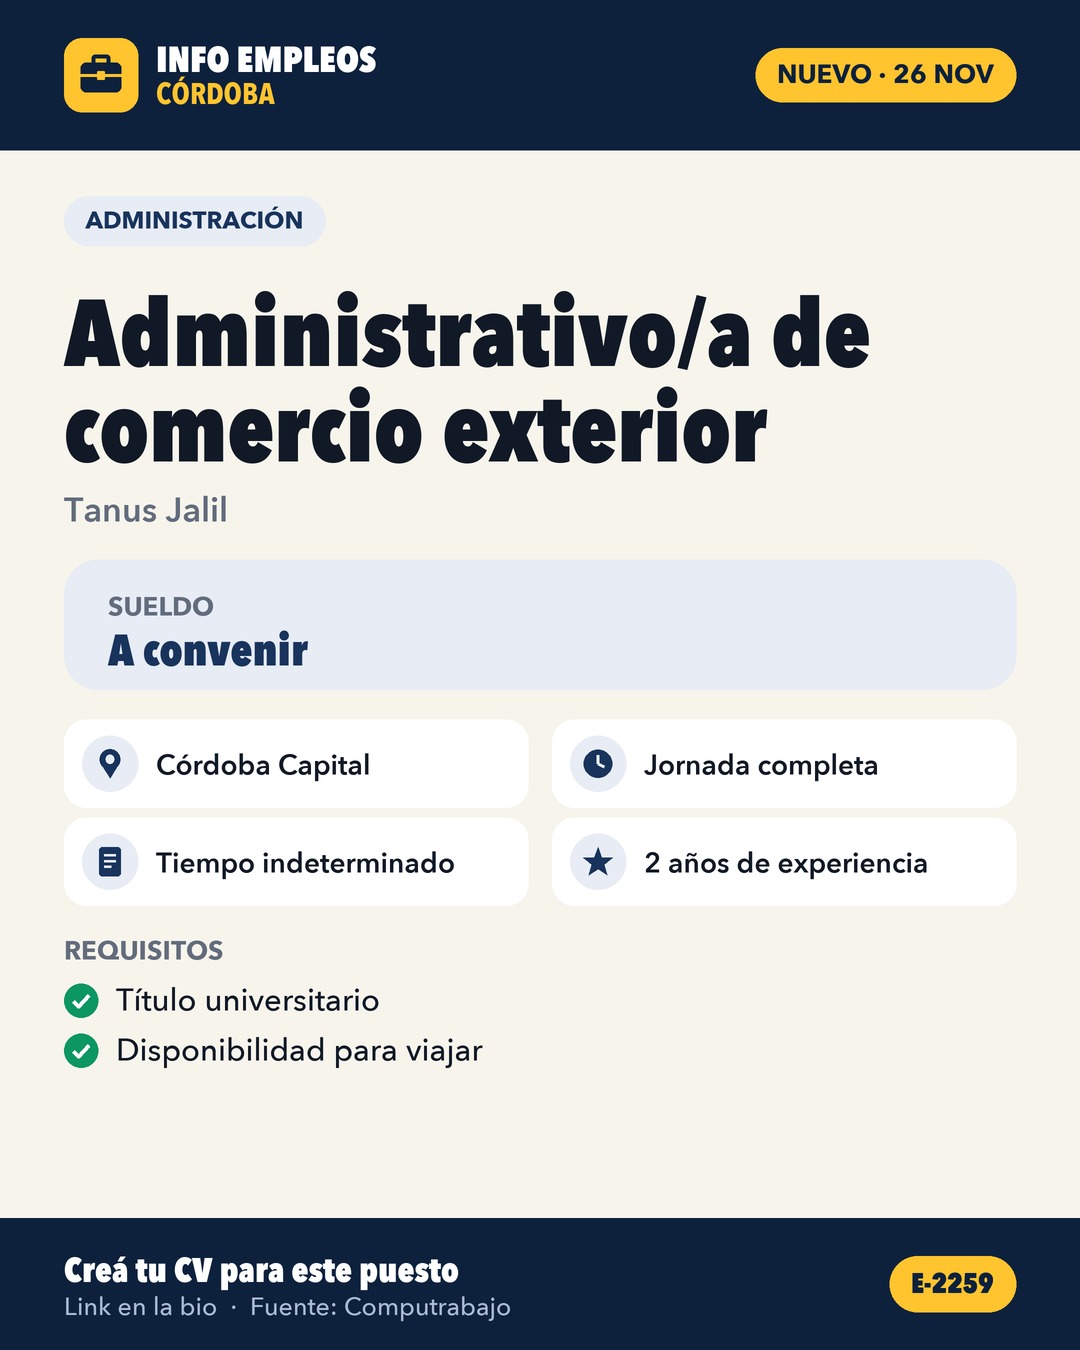 INFO EMPLEOS
CÓRDOBA
NUEVO · 26 NOV
ADMINISTRACIÓN
Administrativo/a de
comercio exterior
Tanus Jalil
SUELDO
A convenir
Córdoba Capital
Jornada completa
Tiempo indeterminado
2 años de experiencia
REQUISITOS
Título universitario
Disponibilidad para viajar
Creá tu CV para este puesto
Link en la bio · Fuente: Computrabajo
E-2259